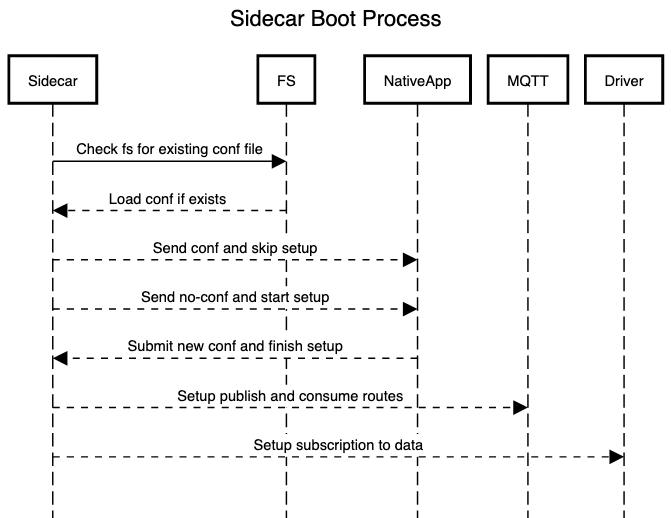 Sidecar Boot Process
Sidecar
FS
NativeApp
MQTT
Driver
Check fs for existing conf file
Load conf if exists
Send conf and skip setup
Send no-conf and start setup
Submit new conf and finish setup
Setup publish and consume routes
Setup subscription to data